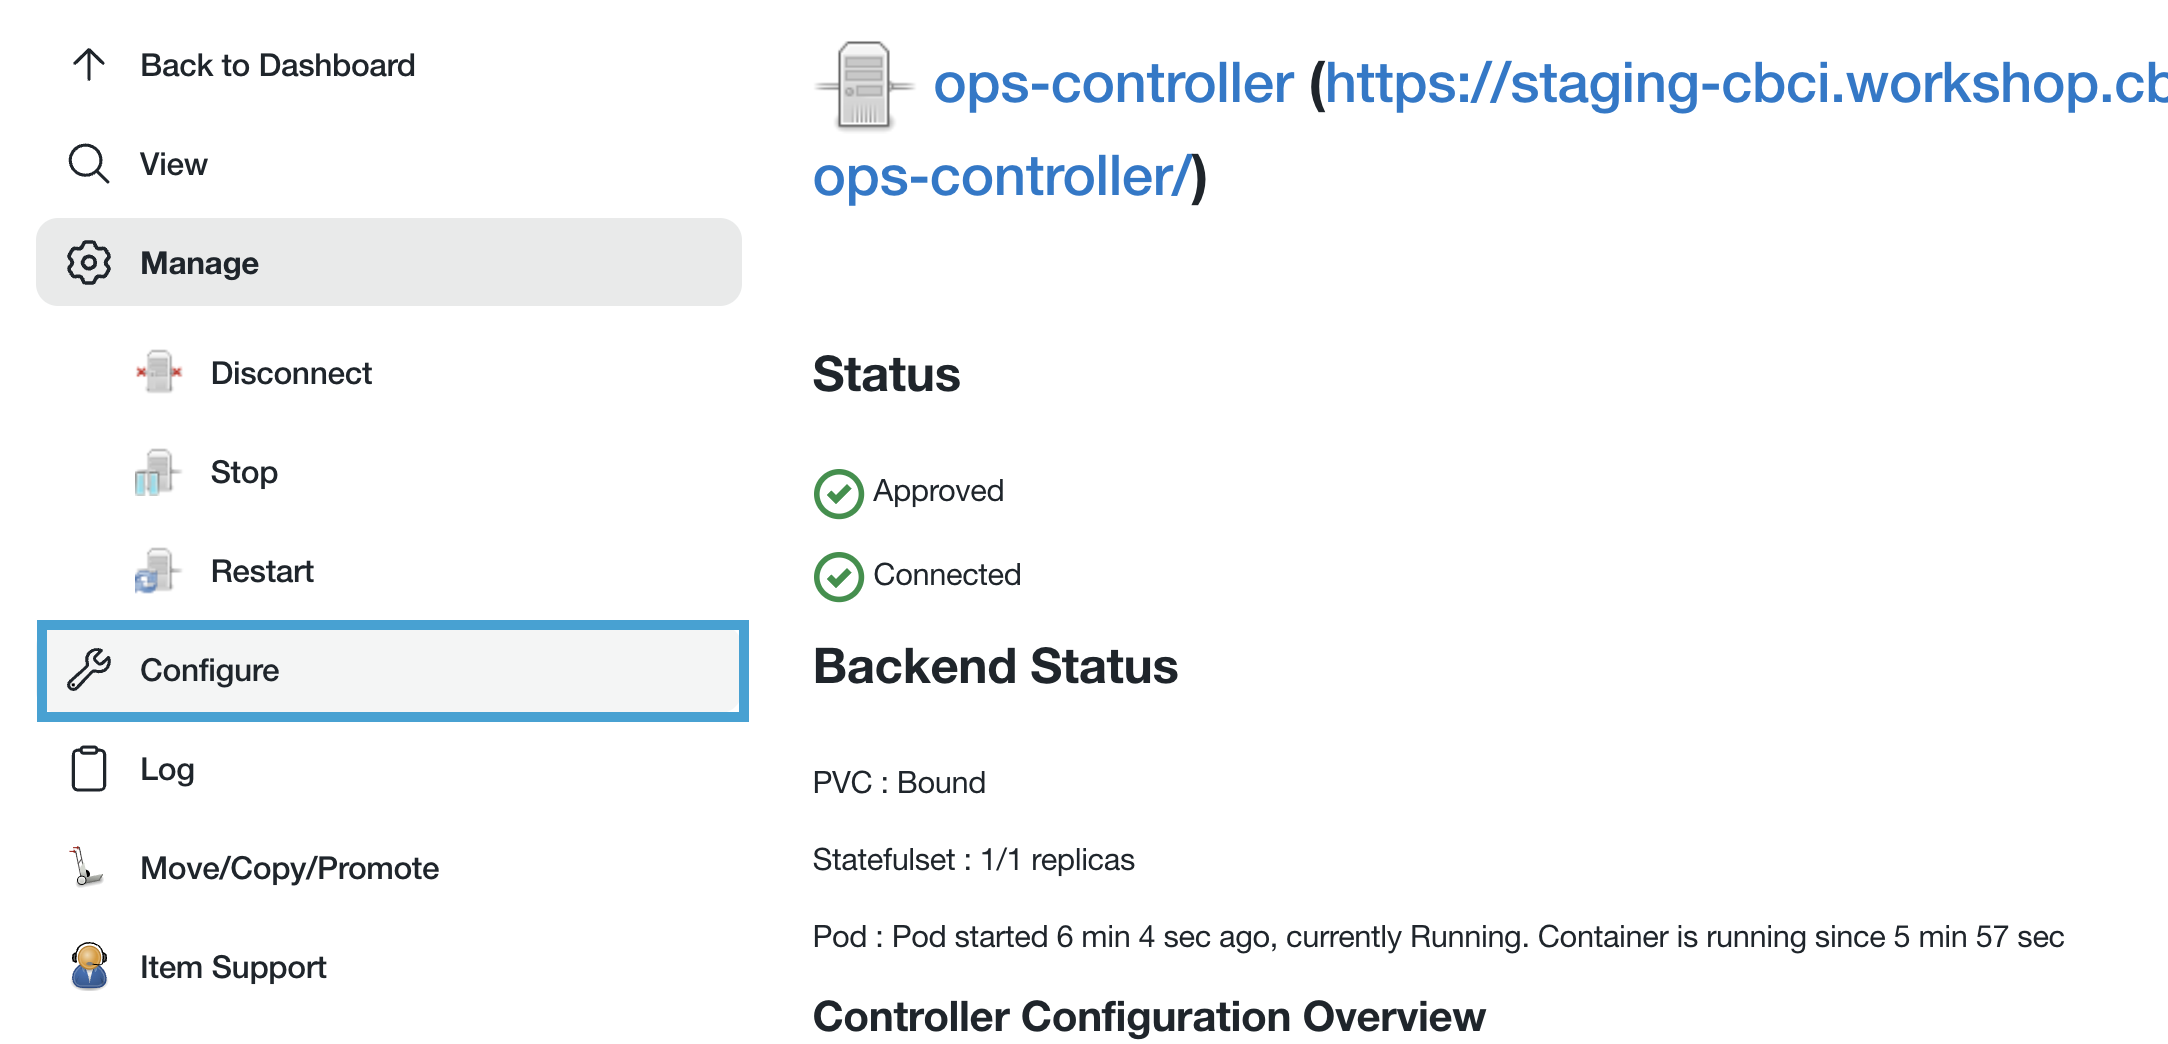 Back to Dashboard
View
Manage
Disconnect
Stop
Restart
Configure
Log
Move/Copy/Promote
Item Support
ops-controller (https://staging-cbci.workshop.cb
ops-controller/)
Status
Approved
Connected
Backend Status
PVC : Bound
Statefulset : 1/1 replicas
Pod : Pod started 6 min 4 sec ago, currently Running. Container is running since 5 min 57 sec
Controller Configuration Overview